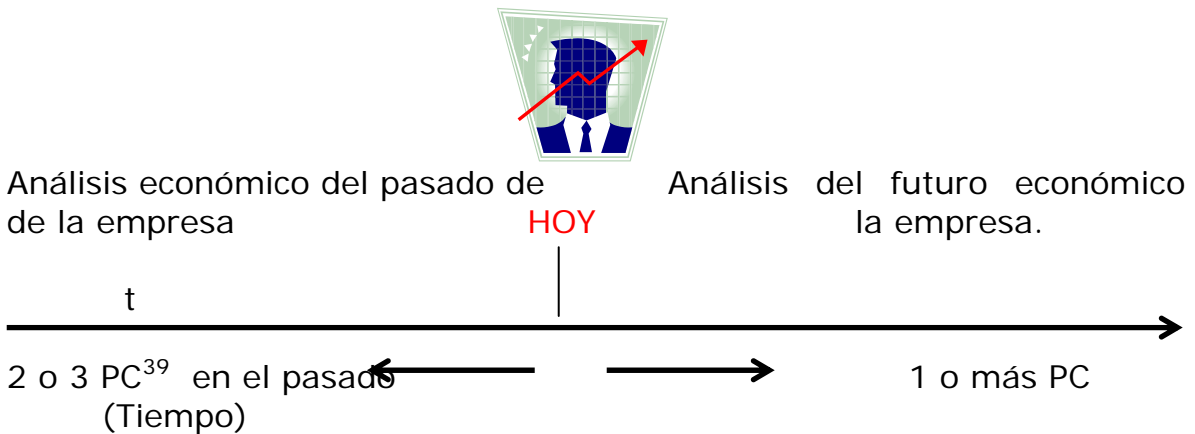 Análisis económico del pasado de Análisis del futuro económico
de la empresa HOY la empresa.
t
2 o 3 PC39 en el pasado 1 o más PC
(Tiempo)